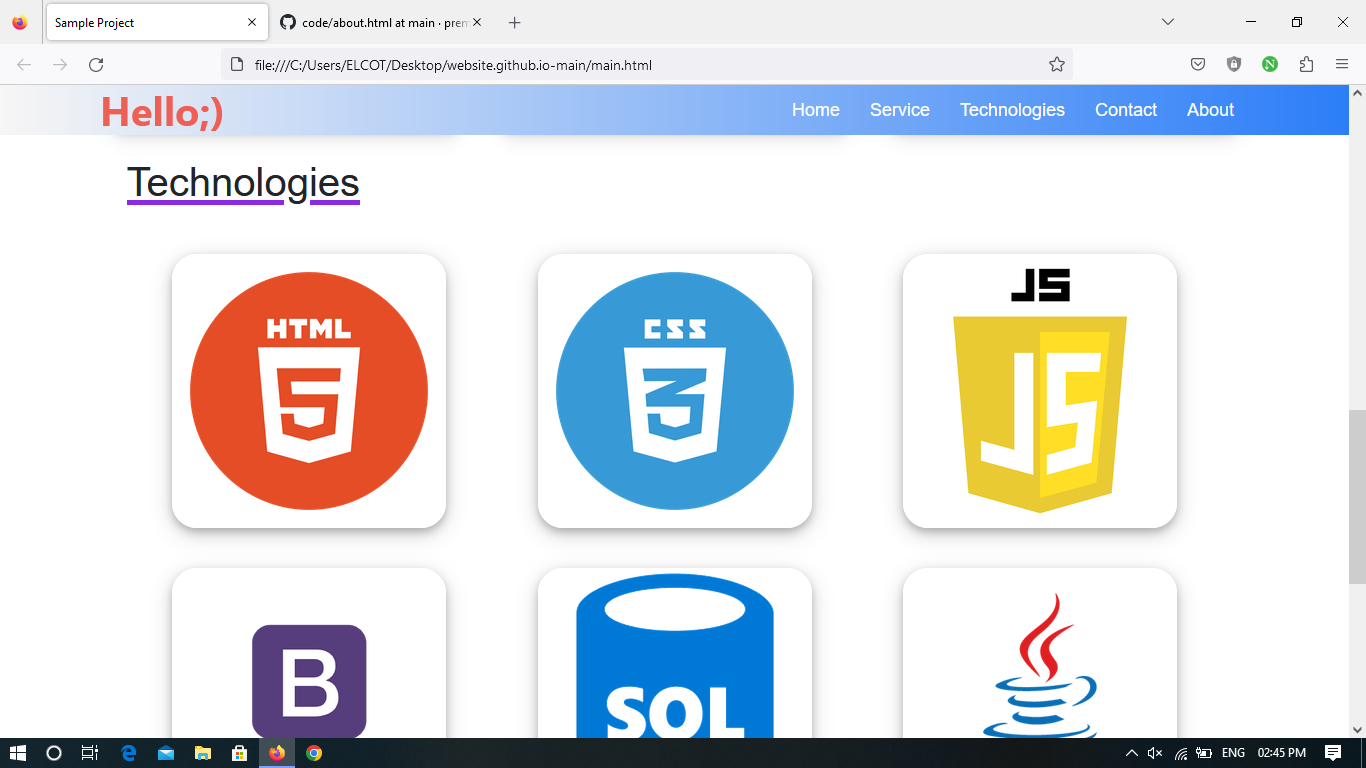 Sample Project
code/about.html at main · prem
file:///C:/Users/ELCOT/Desktop/website.github.io-main/main.html
Hello;)
Home Service Technologies Contact About
Technologies
HTML
5
CSS
3
JS
JS
B
SQL
N
ENG 02:45 PM